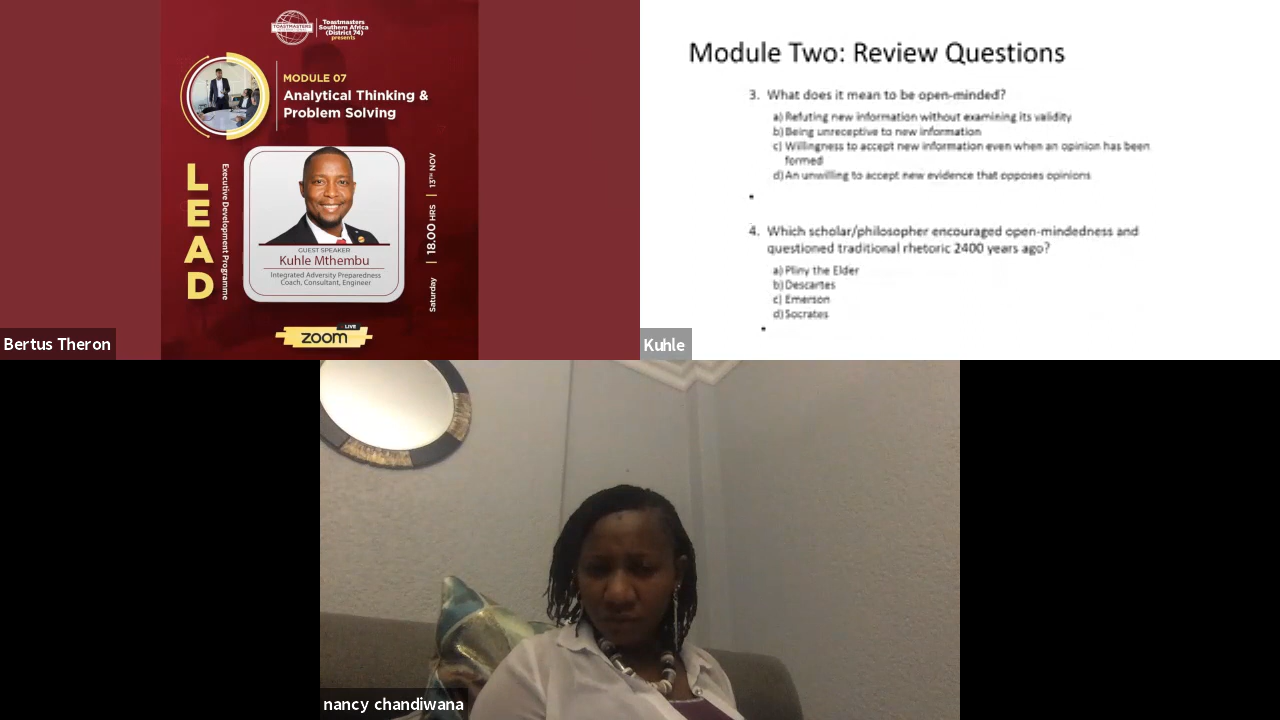 TOASTMASTERS
INTERNATIONAL
Toastmasters
Southern Africa
(District 74)
presents
MODULE 07
Analytical Thinking &
Problem Solving
LEAD
Executive Development Programme
GUEST SPEAKER
Kuhle Mthembu
Integrated Adversity Preparedness
Coach, Consultant, Engineer
Saturday | 18.00 HRS | 13TH NOV
LIVE
zoom
Bertus Theron
Module Two: Review Questions
3. What does it mean to be open-minded?
a) Refuting new information without examining its validity
b) Being unreceptive to new information
c) Willingness to accept new information even when an opinion has been
formed
d) An unwilling to accept new evidence that opposes opinions
4. Which scholar/philosopher encouraged open-mindedness and
questioned traditional rhetoric 2400 years ago?
a) Pliny the Elder
b) Descartes
c) Emerson
d) Socrates
Kuhle
nancy chandiwana